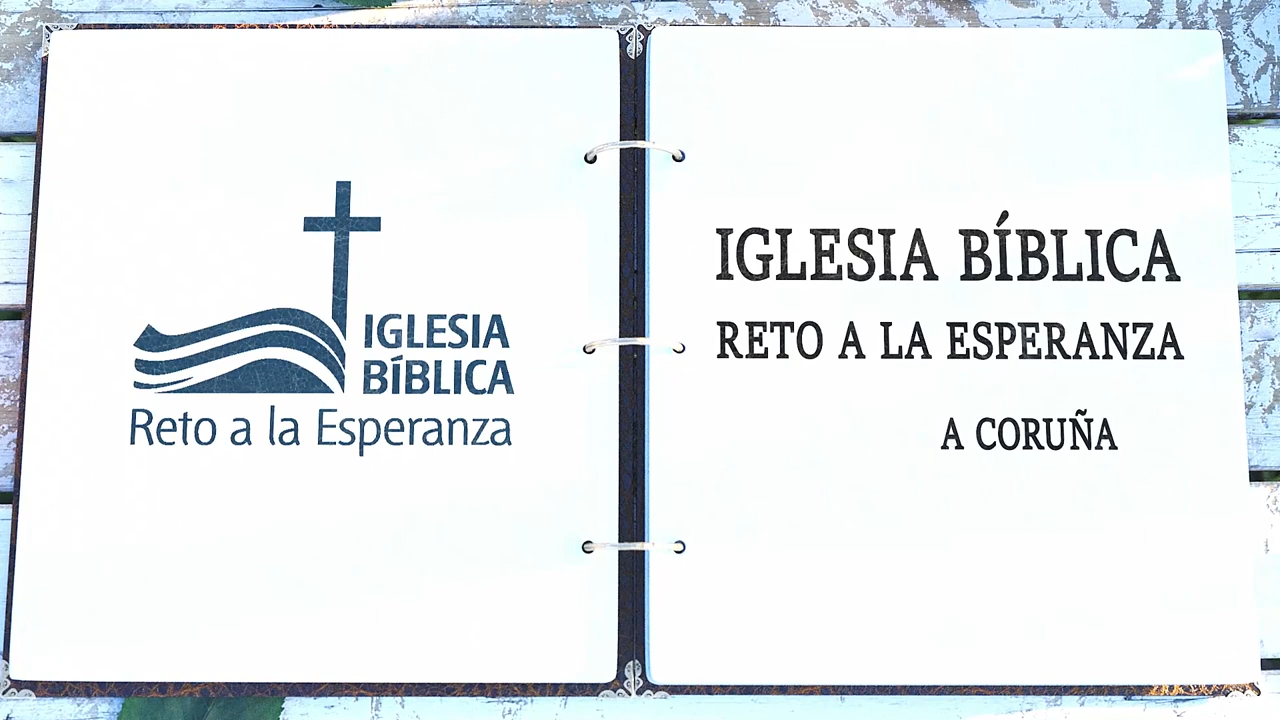 IGLESIA
BÍBLICA
Reto a la Esperanza
IGLESIA BÍBLICA
RETO A LA ESPERANZA
A CORUÑA